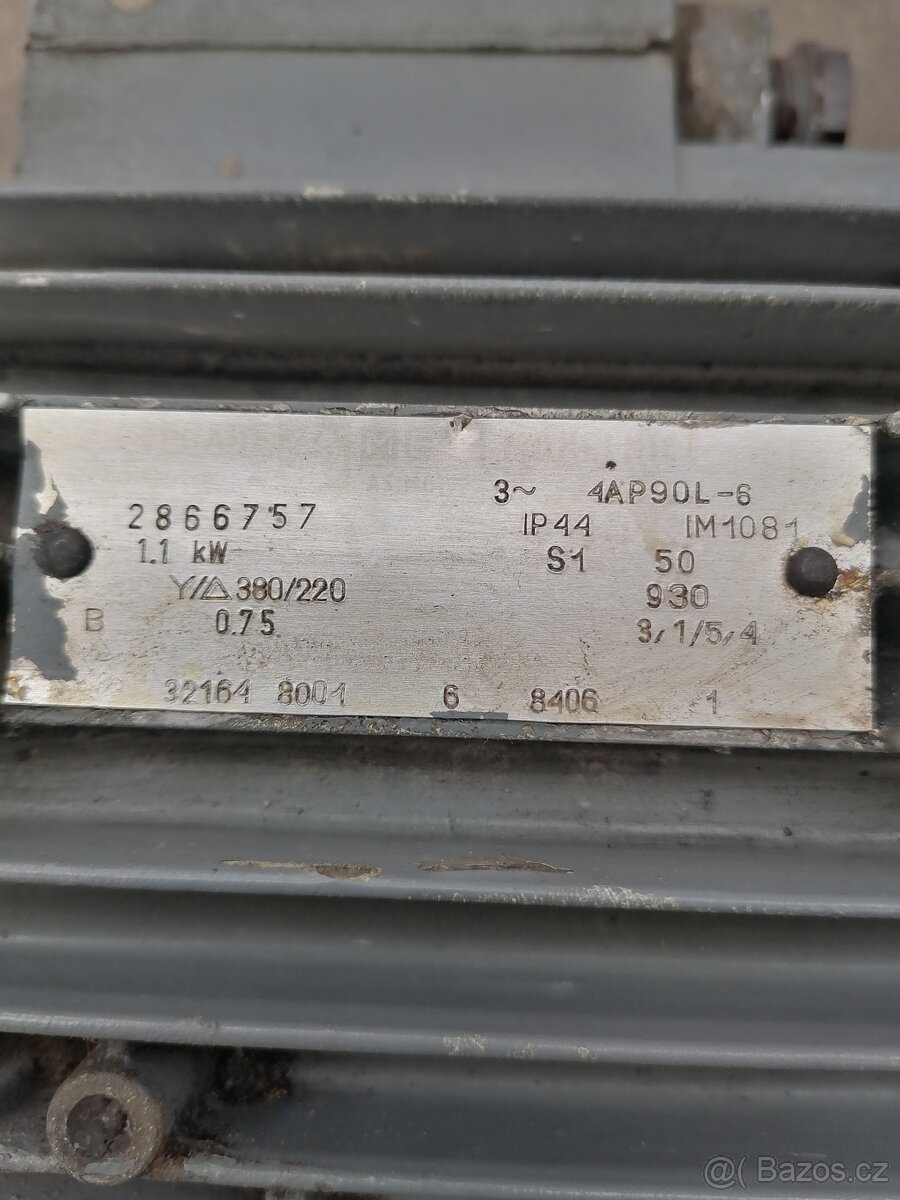 3~ 4AP90L-6
2866757 IP44 IM1081
1.1 kW S1 50
Y/△ 380/220 930
B 0.75 3,1/5,4
32164 8001 6 8406 1
@( Bazos.cz